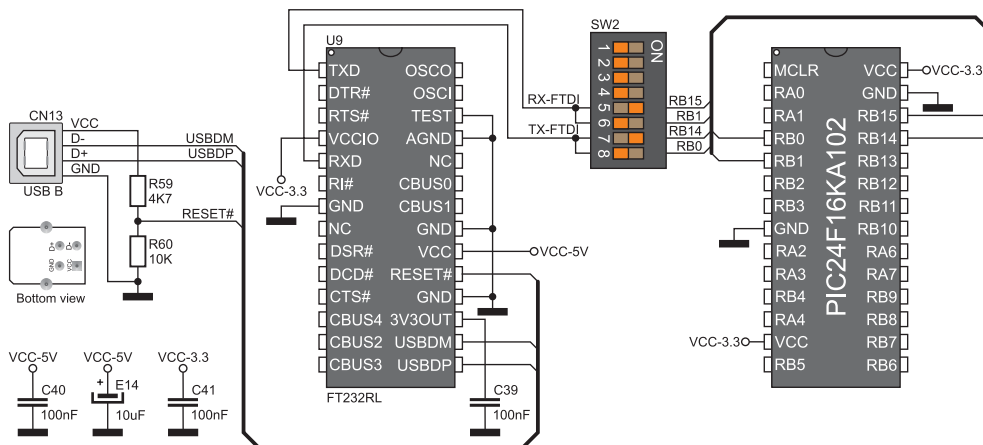 CN13
VCC
D-
D+
GND
USB B
USBDM
USBDP
R59
4K7
RESET#
R60
10K
D+
D-
GND
VCC
Bottom view
VCC-5V
C40
100nF
VCC-5V
+
E14
10uF
VCC-3.3
C41
100nF
U9
TXD
DTR#
RTS#
VCCIO
RXD
RI#
GND
NC
DSR#
DCD#
CTS#
CBUS4
CBUS2
CBUS3
OSCO
OSCI
TEST
AGND
NC
CBUS0
CBUS1
GND
VCC
RESET#
GND
3V3OUT
USBDM
USBDP
FT232RL
VCC-3.3
VCC-5V
C39
100nF
SW2
1
2
3
4
5
6
7
8
ON
RX-FTDI
TX-FTDI
RB15
RB1
RB14
RB0
MCLR
RA0
RA1
RB0
RB1
RB2
RB3
GND
RA2
RA3
RB4
RA4
VCC
RB5
PIC24F16KA102
VCC
GND
RB15
RB14
RB13
RB12
RB11
RB10
RA6
RA7
RB9
RB8
RB7
RB6
VCC-3.3
VCC-3.3